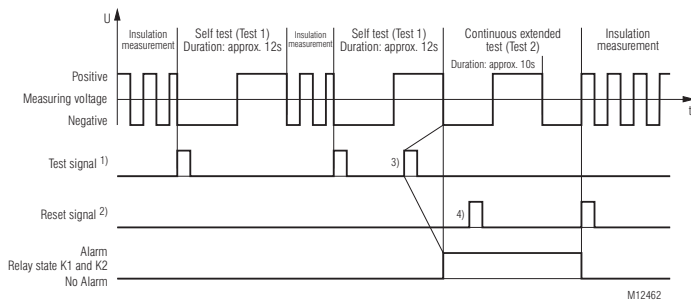 U
Insulation
measurement
Self test (Test 1)
Duration: approx. 12s
Insulation
measurement
Self test (Test 1)
Duration: approx. 12s
Continuous extended
test (Test 2)
Duration: approx. 10s
Insulation
measurement
Positive
Measuring voltage
Negative
t
Test signal 1)
3)
Reset signal 2)
4)
Alarm
Relay state K1 and K2
No Alarm
M12462